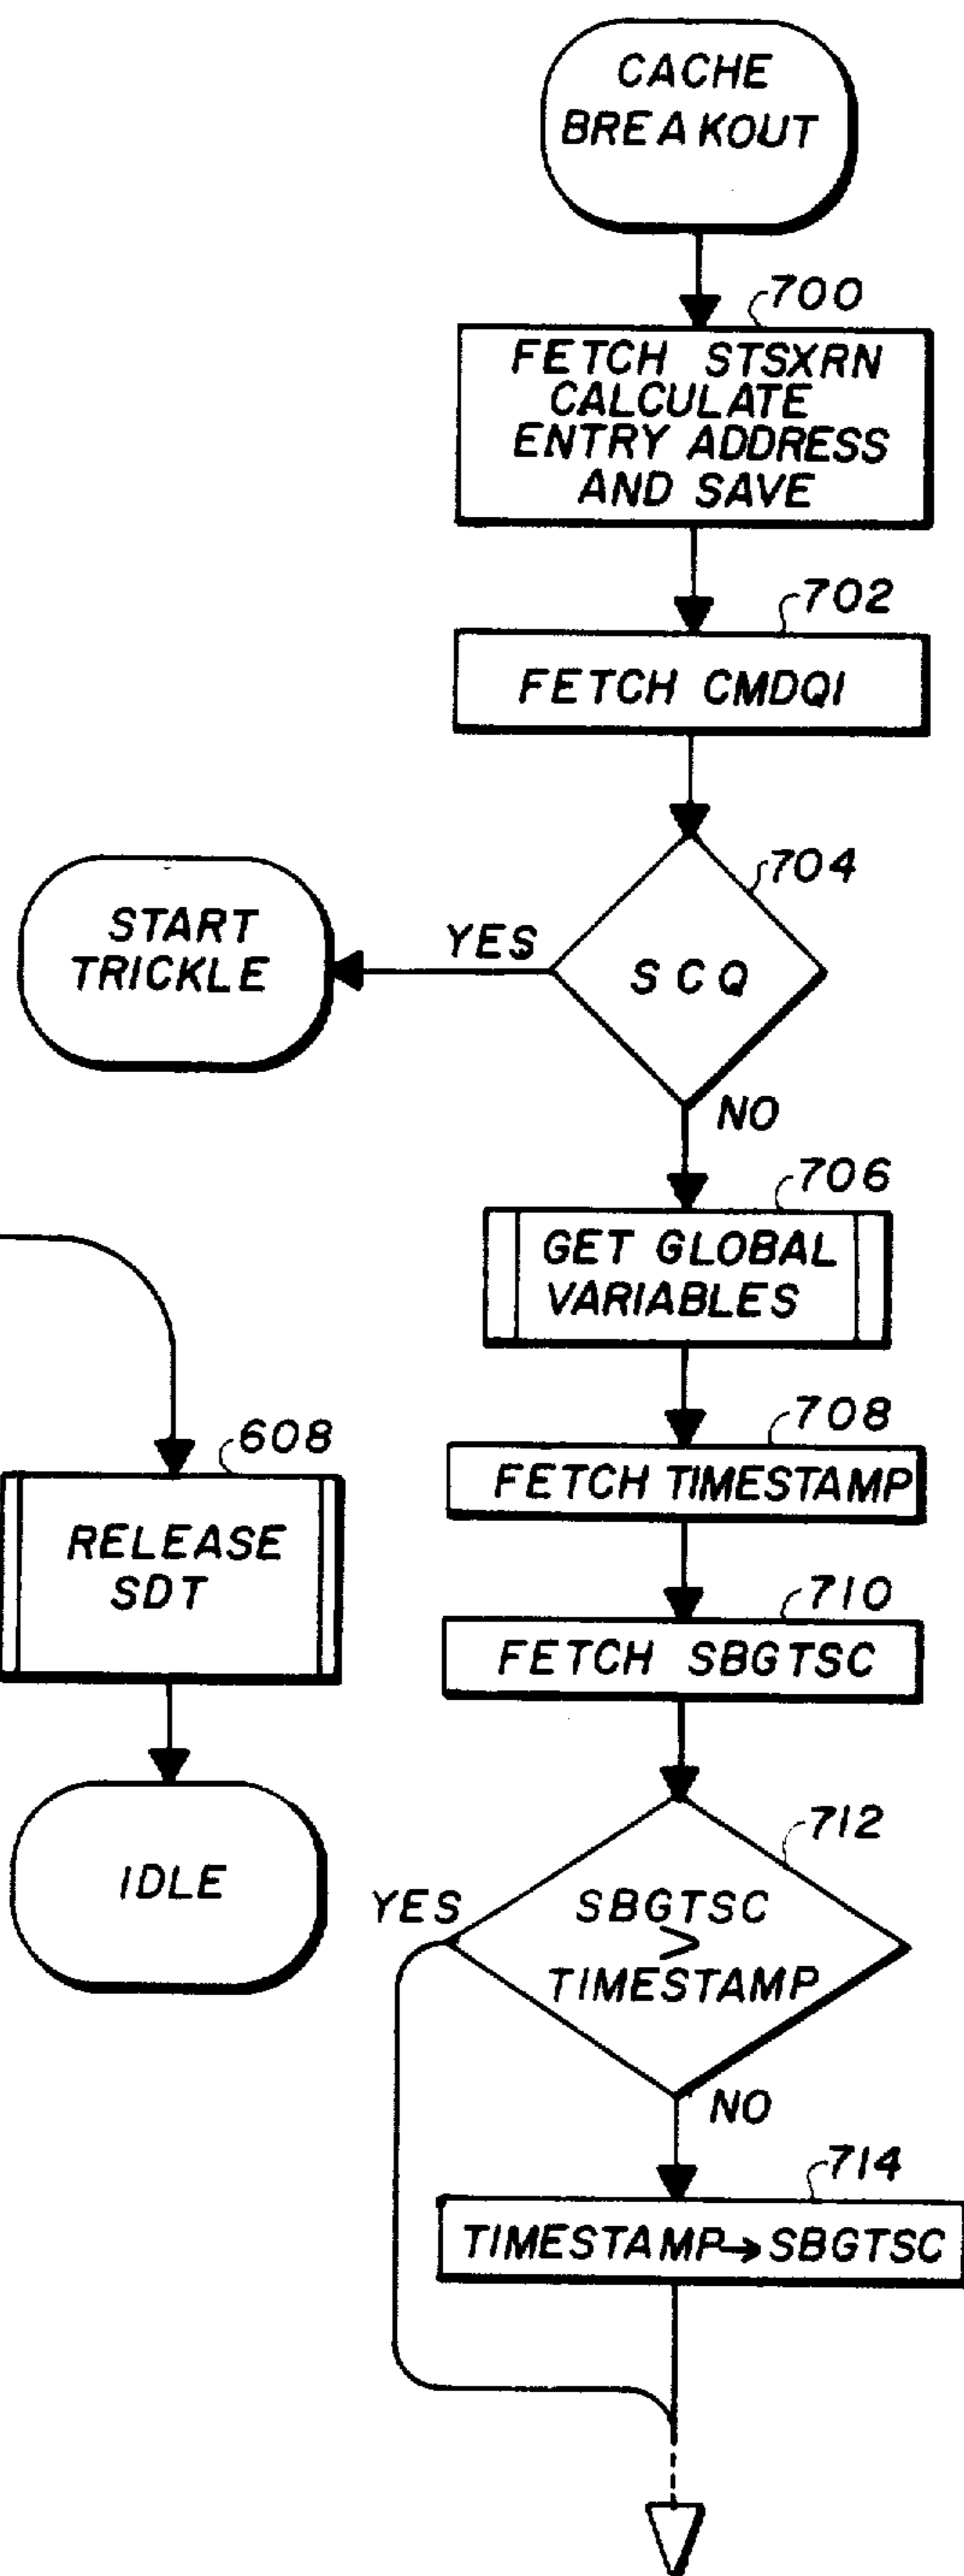 CACHE
BREAKOUT
700
FETCH STSXRN
CALCULATE
ENTRY ADDRESS
AND SAVE
702
FETCH CMDQI
704
SCQ
YES
START
TRICKLE
NO
706
GET GLOBAL
VARIABLES
708
FETCH TIMESTAMP
710
FETCH SBGTSC
712
SBGTSC
>
TIMESTAMP
YES
NO
714
TIMESTAMP→SBGTSC
608
RELEASE
SDT
IDLE